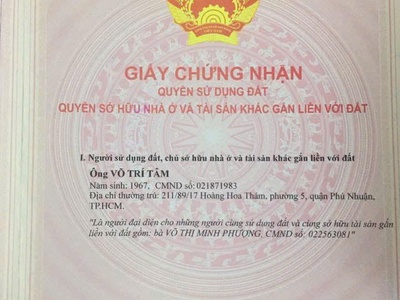 GIẤY CHỨNG NHẬN
QUYỀN SỬ DỤNG ĐẤT
QUYỀN SỞ HỮU NHÀ Ở VÀ TÀI SẢN KHÁC GẮN LIỀN VỚI ĐẤT
I. Người sử dụng đất, chủ sở hữu nhà ở và tài sản khác gắn liền với đất
Ông VÕ TRÍ TÂM
Năm sinh: 1967, CMND số: 021871983
Địa chỉ thường trú: 211/89/17 Hoàng Hoa Thám, phường 5, quận Phú Nhuận,
TP.HCM.
"Là người đại diện cho những người cùng sử dụng đất và cùng sở hữu tài sản gắn
liền với đất gồm: bà VÕ THỊ MINH PHƯỢNG, CMND số: 022563081"